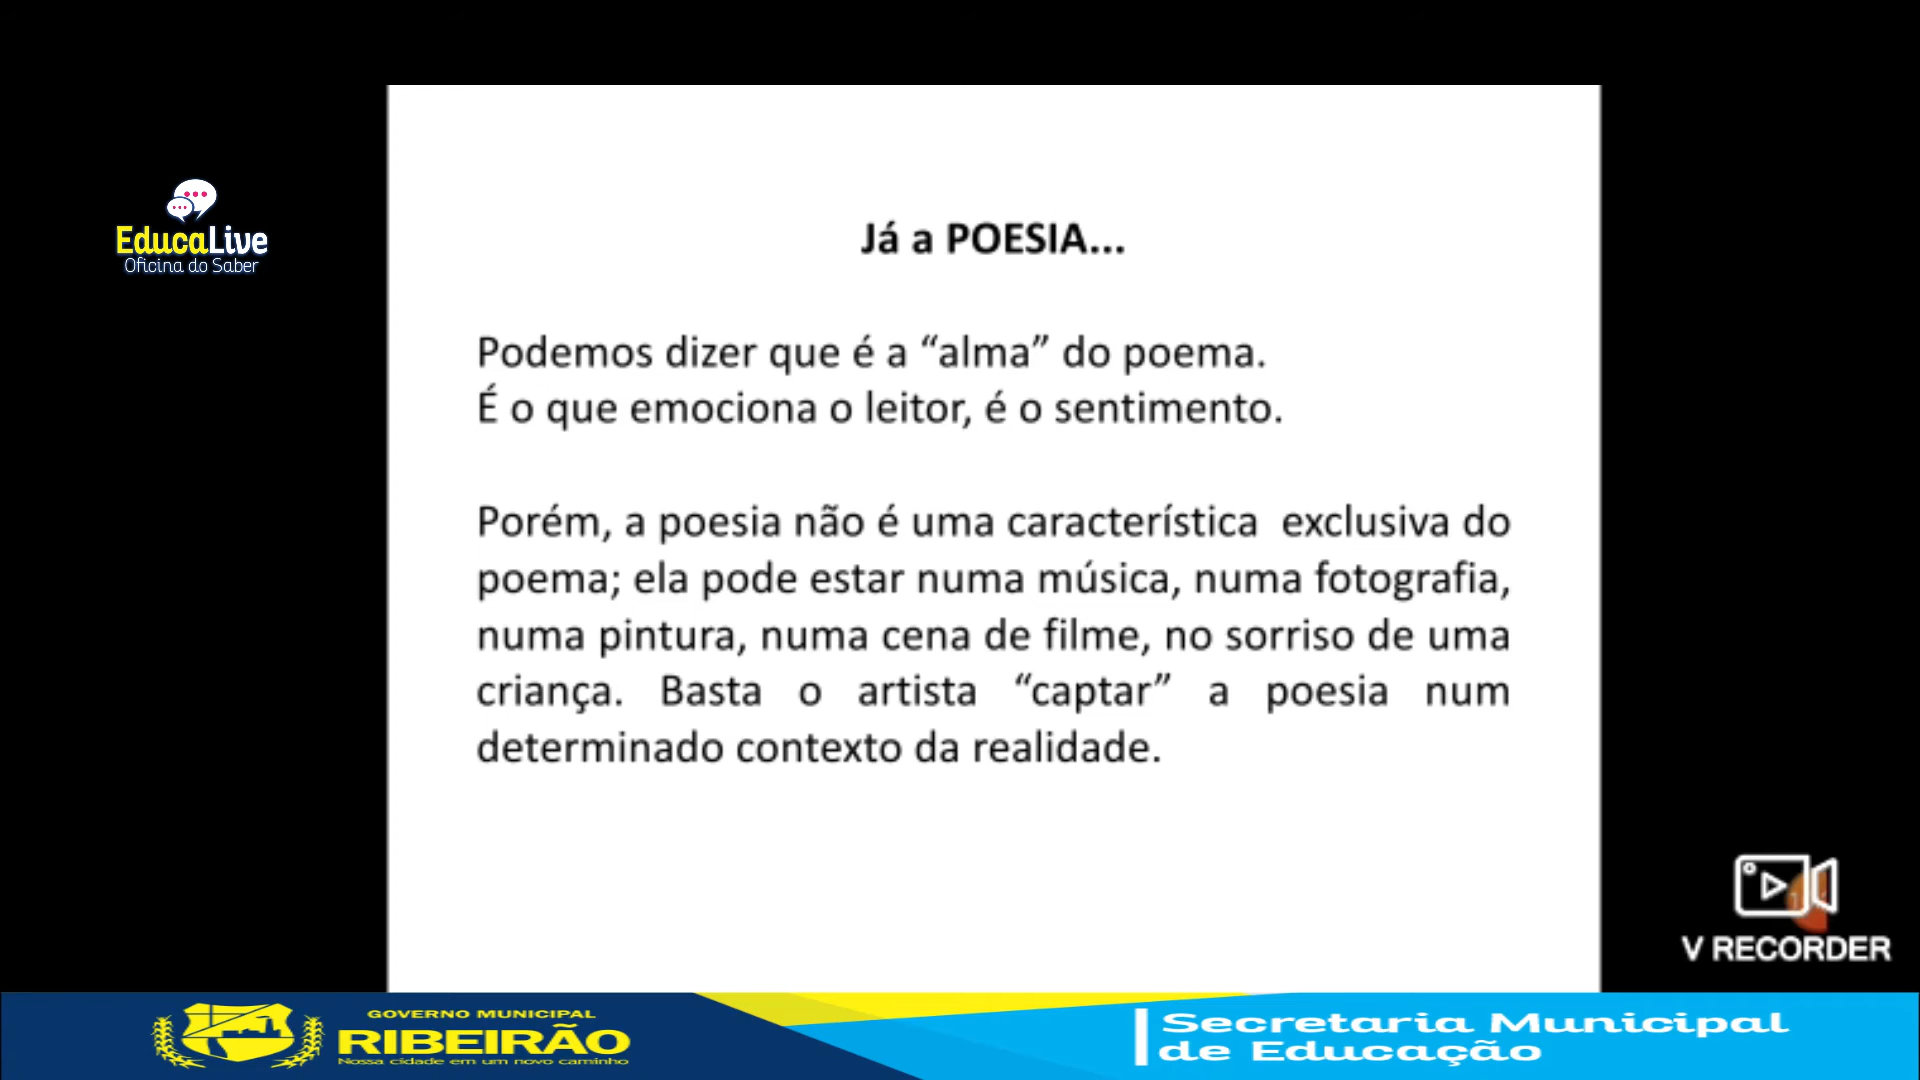 Já a POESIA...
EducaLive
Oficina do Saber
Podemos dizer que é a “alma” do poema.
É o que emociona o leitor, é o sentimento.
Porém, a poesia não é uma característica  exclusiva do
poema; ela pode estar numa música, numa fotografia,
numa pintura, numa cena de filme, no sorriso de uma
criança. Basta o artista “captar” a poesia num
determinado contexto da realidade.
V RECORDER
GOVERNO MUNICIPAL
RIBEIRÃO
Nossa cidade em um novo caminho
Secretaria Municipal
de Educação